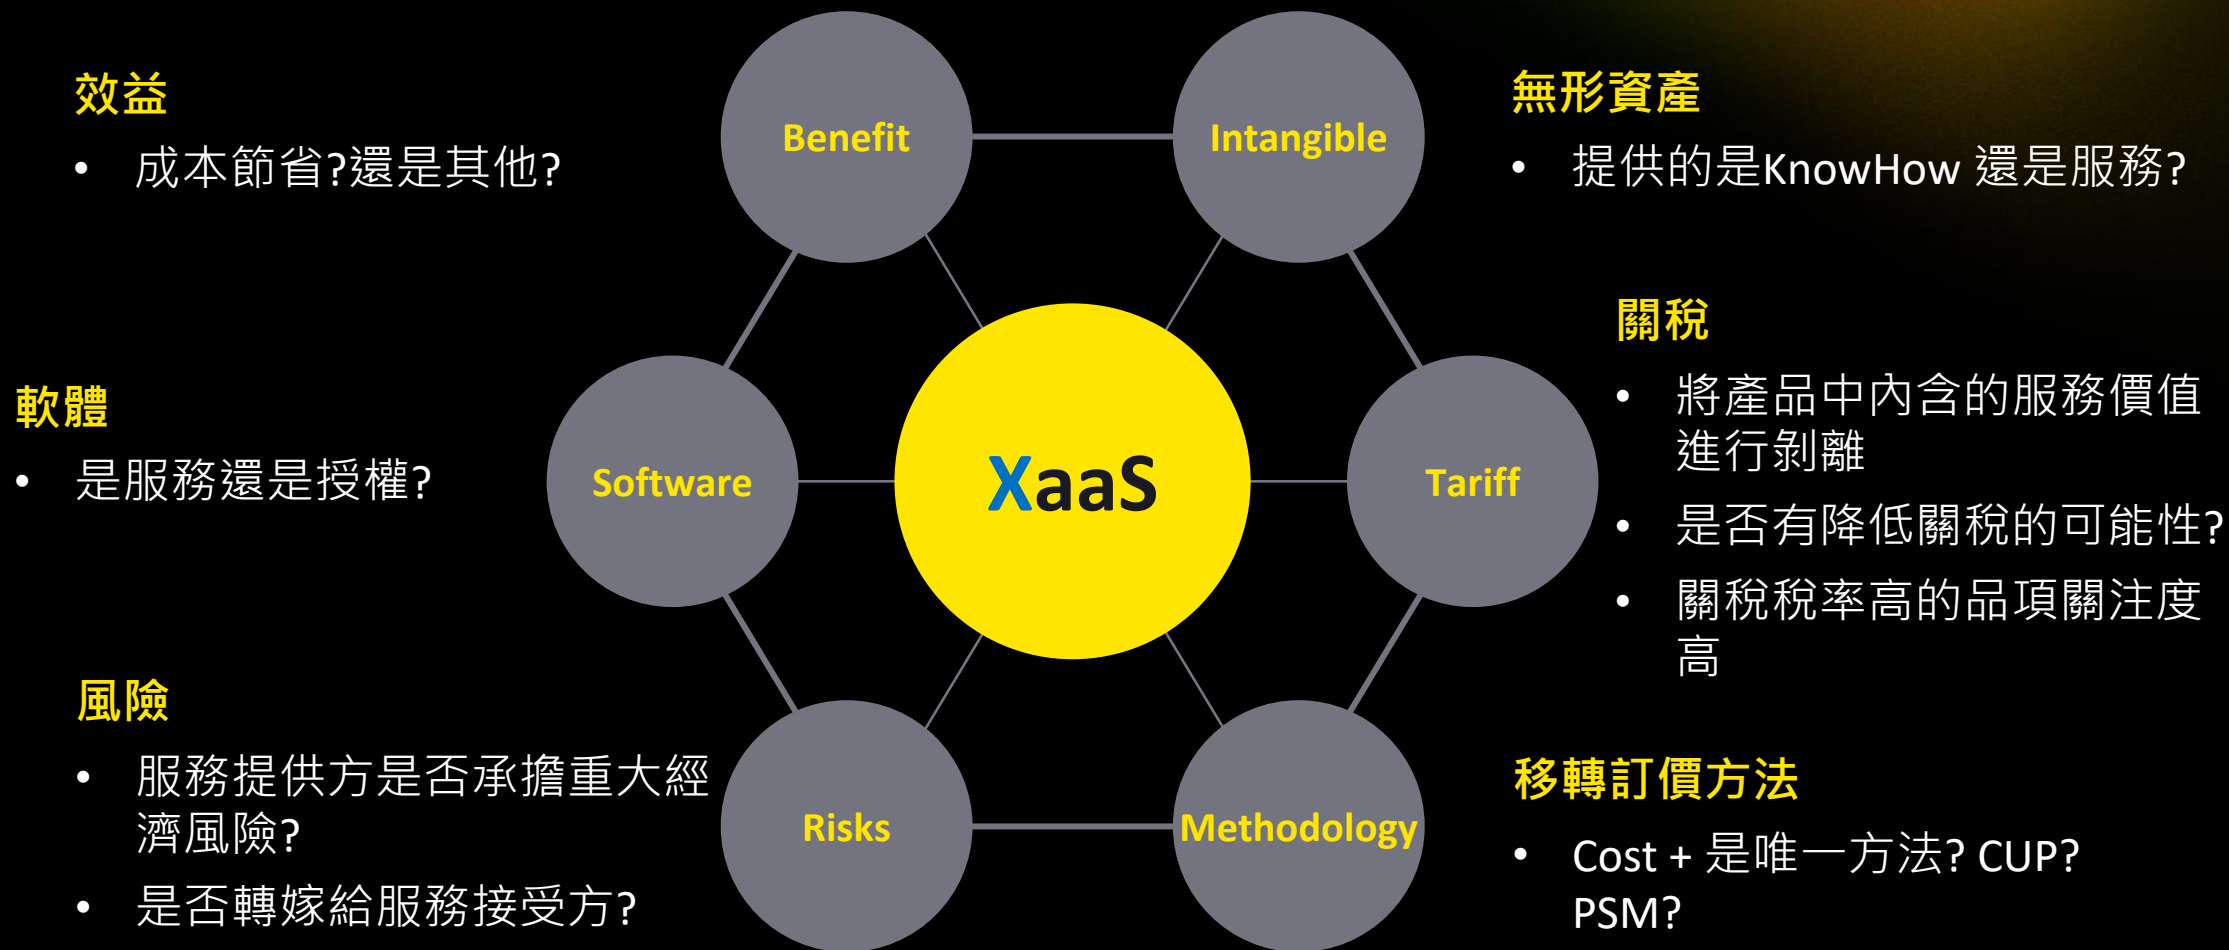 效益
• 成本節省?還是其他?
Benefit
Intangible
無形資產
• 提供的是KnowHow 還是服務?
軟體
• 是服務還是授權?
Software
XaaS
Tariff
關稅
• 將產品中內含的服務價值
進行剝離
• 是否有降低關稅的可能性?
• 關稅稅率高的品項關注度
高
風險
• 服務提供方是否承擔重大經
濟風險?
• 是否轉嫁給服務接受方?
Risks
Methodology
移轉訂價方法
• Cost + 是唯一方法? CUP?
PSM?